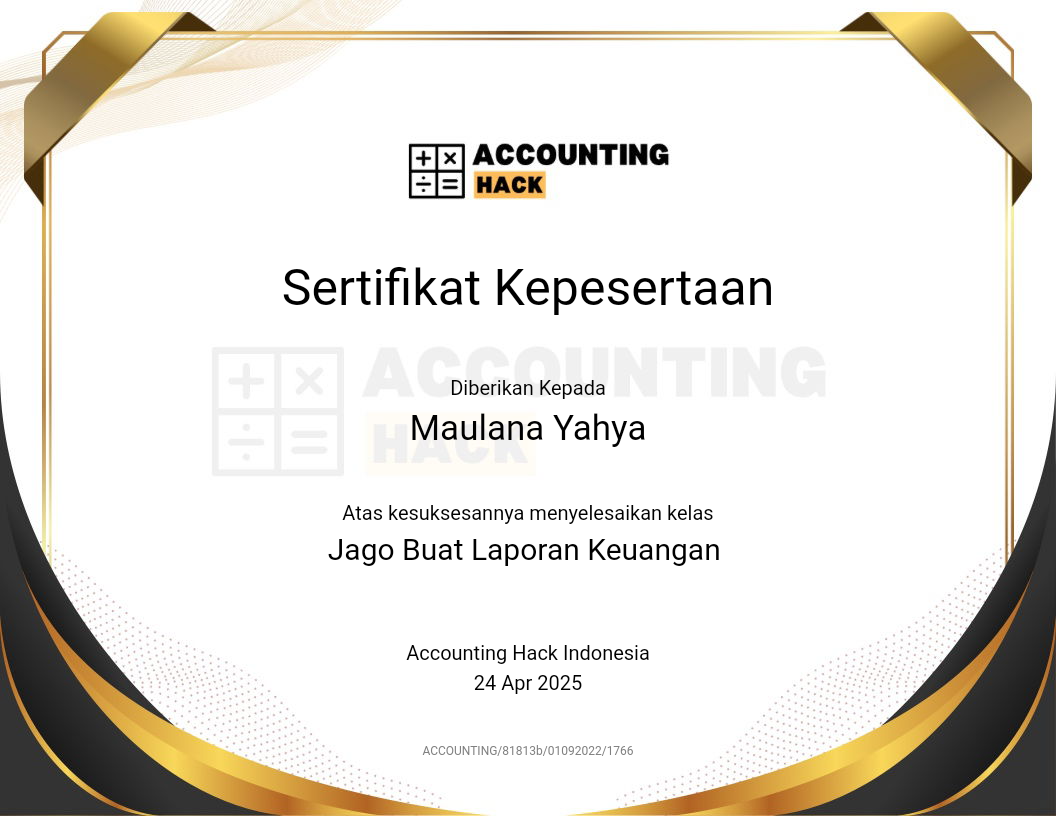 ACCOUNTING
HACK
Sertifikat Kepesertaan
ACCOUNTING
HACK
Diberikan Kepada
Maulana Yahya
Atas kesuksesannya menyelesaikan kelas
Jago Buat Laporan Keuangan
Accounting Hack Indonesia
24 Apr 2025
ACCOUNTING/81813b/01092022/1766